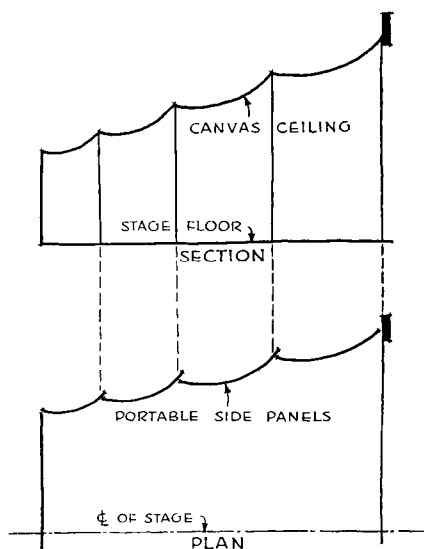 CANVAS CEILING
STAGE FLOOR
SECTION
PORTABLE SIDE PANELS
℄ OF STAGE
PLAN